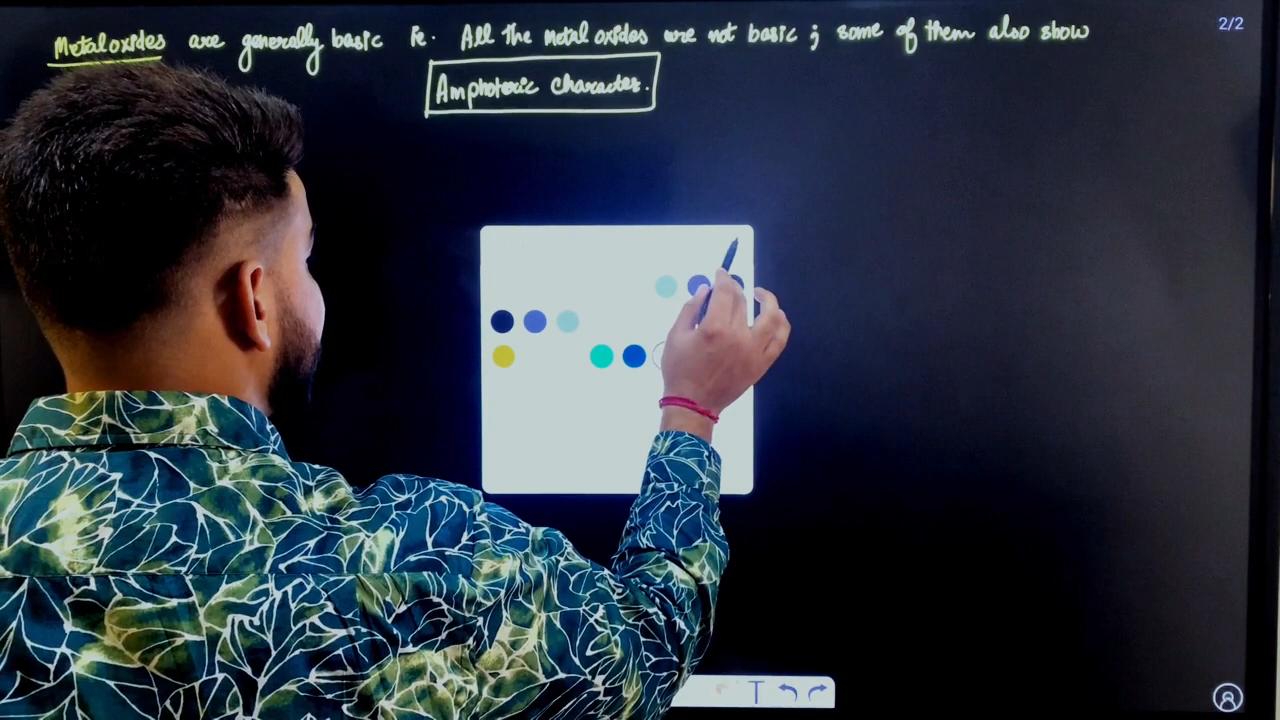 Metal oxides are generally basic ie. All the metal oxides are not basic ; some of them also show
Amphoteric character.
2/2
T